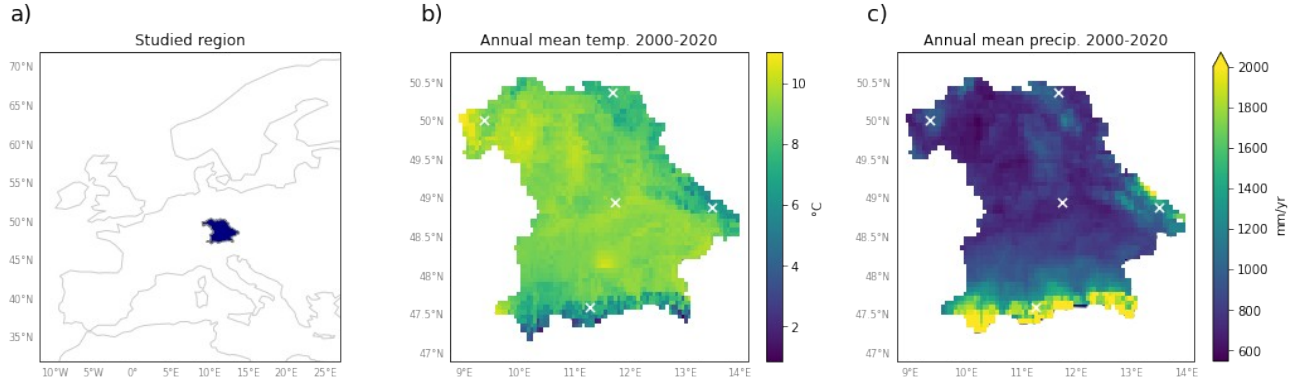 a)
Studied region
70°N
65°N
60°N
55°N
50°N
45°N
40°N
35°N
10°W 5°W 0° 5°E 10°E 15°E 20°E 25°E
b)
Annual mean temp. 2000-2020
50.5°N
50°N
49.5°N
49°N
48.5°N
48°N
47.5°N
47°N
9°E 10°E 11°E 12°E 13°E 14°E
10
8
6
4
2
°C
c)
Annual mean precip. 2000-2020
50.5°N
50°N
49.5°N
49°N
48.5°N
48°N
47.5°N
47°N
9°E 10°E 11°E 12°E 13°E 14°E
2000
1800
1600
1400
1200
1000
800
600
mm/yr